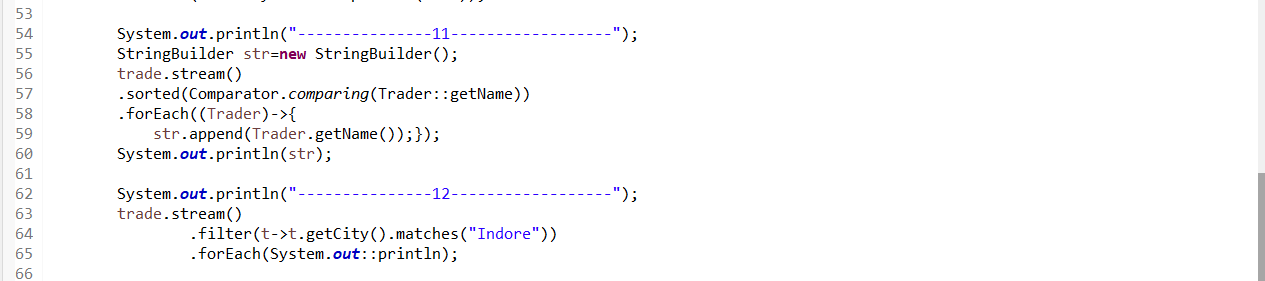 53
54 System.out.println("---------------11------------------");
55 StringBuilder str=new StringBuilder();
56 trade.stream()
57 .sorted(Comparator.comparing(Trader::getName))
58 .forEach((Trader)->{
59 str.append(Trader.getName());});
60 System.out.println(str);
61
62 System.out.println("---------------12------------------");
63 trade.stream()
64 .filter(t->t.getCity().matches("Indore"))
65 .forEach(System.out::println);
66